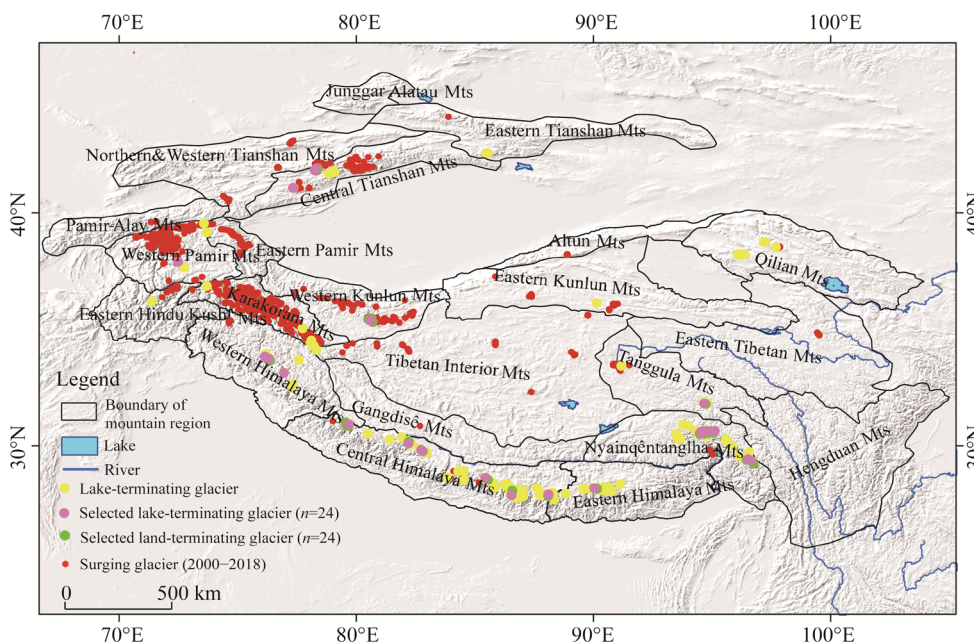 70°E 80°E 90°E 100°E
Junggar Alatau Mts
Eastern Tianshan Mts
Northern&Western Tianshan Mts
Central Tianshan Mts
40°N 40°N
Pamir-Alay Mts
Altun Mts
Eastern Pamir Mts
Western Pamir Mts
Qilian Mts
Eastern Kunlun Mts
Western Kunlun Mts
Karakoram Mts
Eastern Hindu Kush Mts
Eastern Tibetan Mts
Tibetan Interior Mts
Tanggula Mts
Western Himalaya Mts
Gangdisê Mts
Hengduan Mts
Nyainqêntanglha Mts
30°N 30°N
Central Himalaya Mts
Eastern Himalaya Mts
Legend
Boundary of
mountain region
Lake
River
Lake-terminating glacier
Selected lake-terminating glacier (n=24)
Selected land-terminating glacier (n=24)
Surging glacier (2000−2018)
0 500 km
70°E 80°E 90°E 100°E